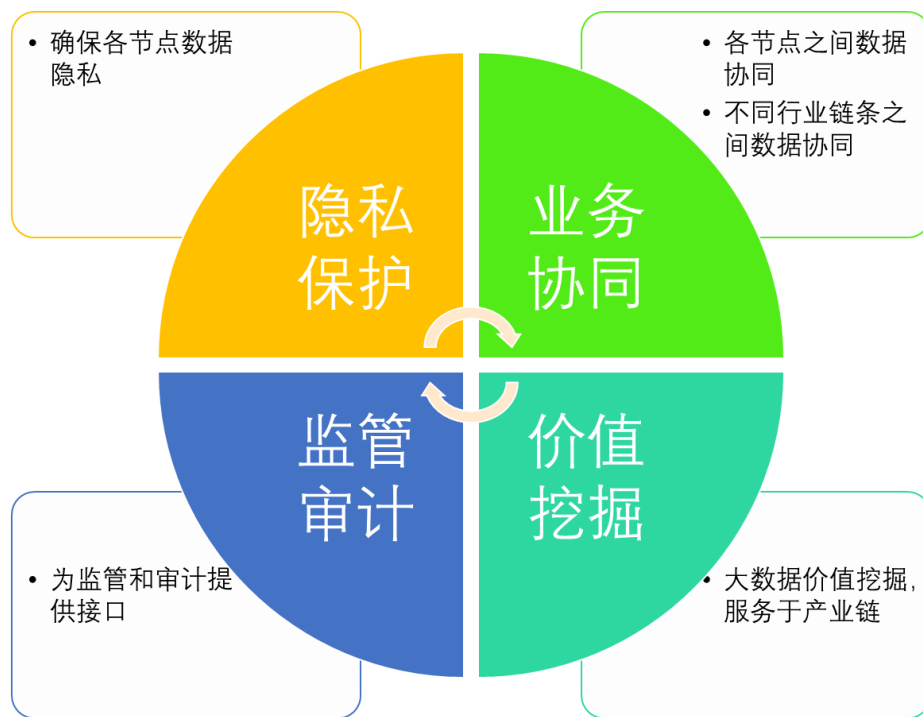 • 确保各节点数据
隐私
• 各节点之间数据
协同
• 不同行业链条之
间数据协同
隐私
保护
业务
协同
监管
审计
价值
挖掘
• 为监管和审计提
供接口
• 大数据价值挖掘，
服务于产业链